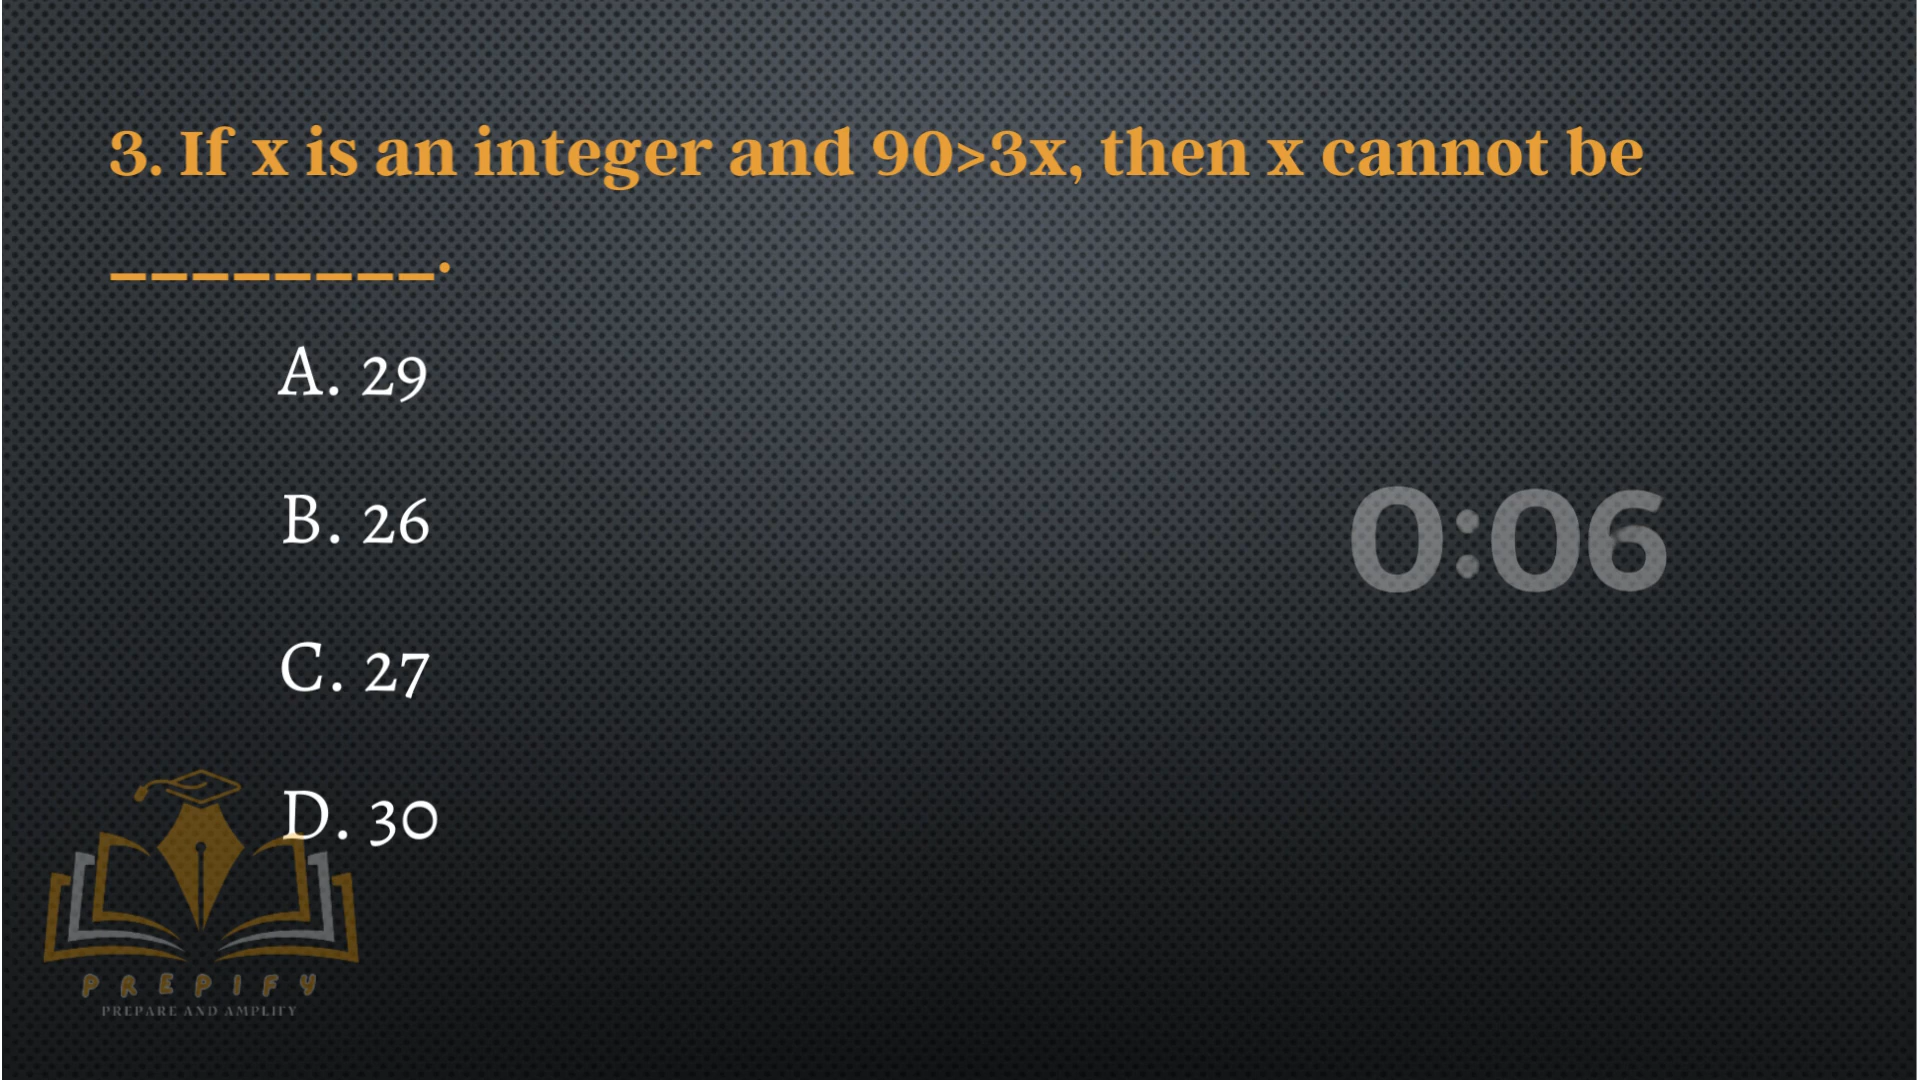 3. If x is an integer and 90>3x, then x cannot be
________.
A. 29
B. 26
0:06
C. 27
D. 30
PREPIFY
PREPARE AND AMPLIFY